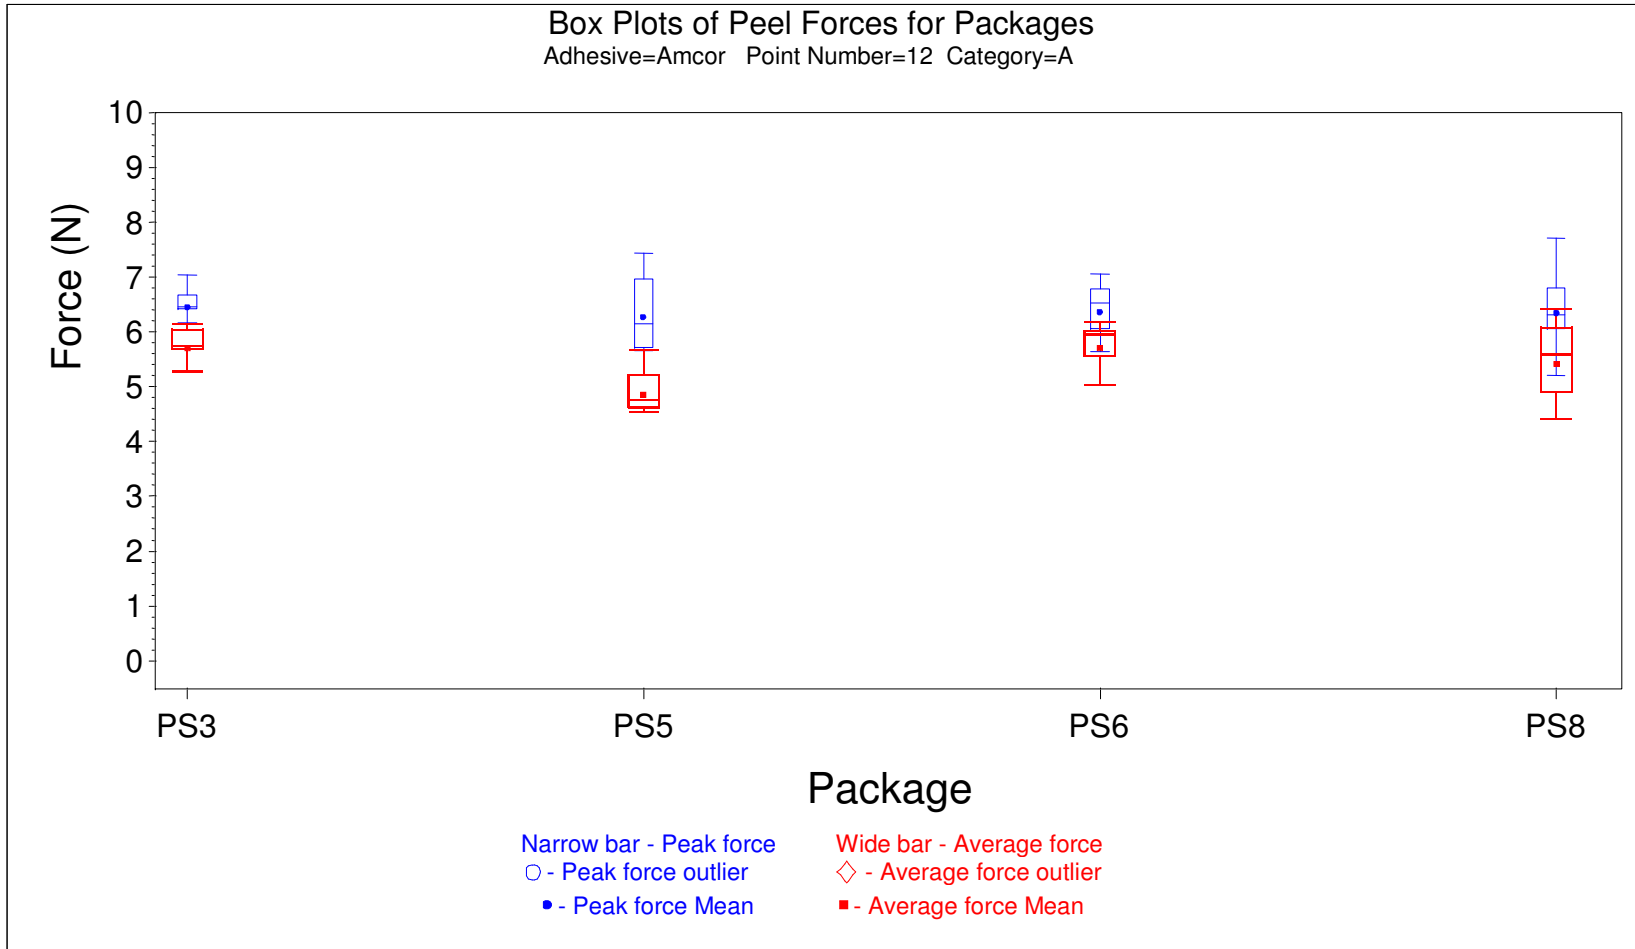 Box Plots of Peel Forces for Packages
Adhesive=Amcor Point Number=12 Category=A
10
9
8
7
6
5
4
3
2
1
0
Force (N)
PS3 PS5 PS6 PS8
Package
Narrow bar - Peak force Wide bar - Average force
- Peak force outlier - Average force outlier
- Peak force Mean - Average force Mean